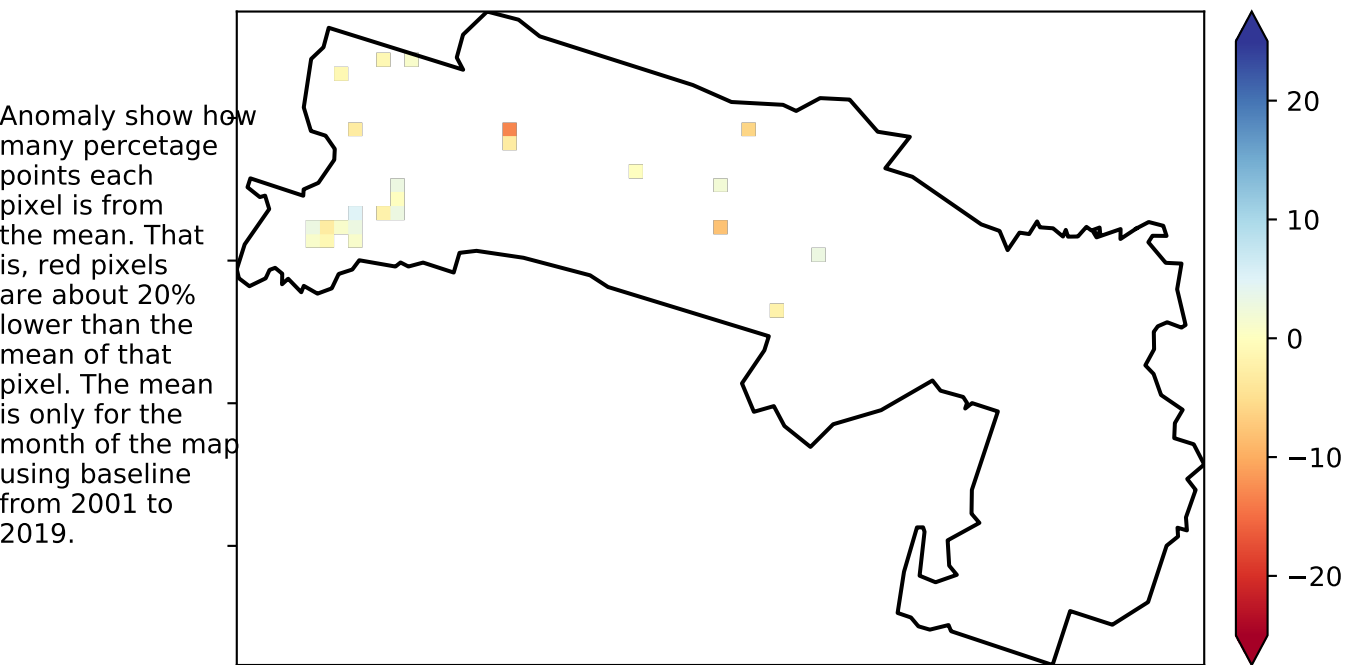 Anomaly show how
many percetage
points each
pixel is from
the mean. That
is, red pixels
are about 20%
lower than the
mean of that
pixel. The mean
is only for the
month of the map
using baseline
from 2001 to
2019.
20
10
0
−10
−20